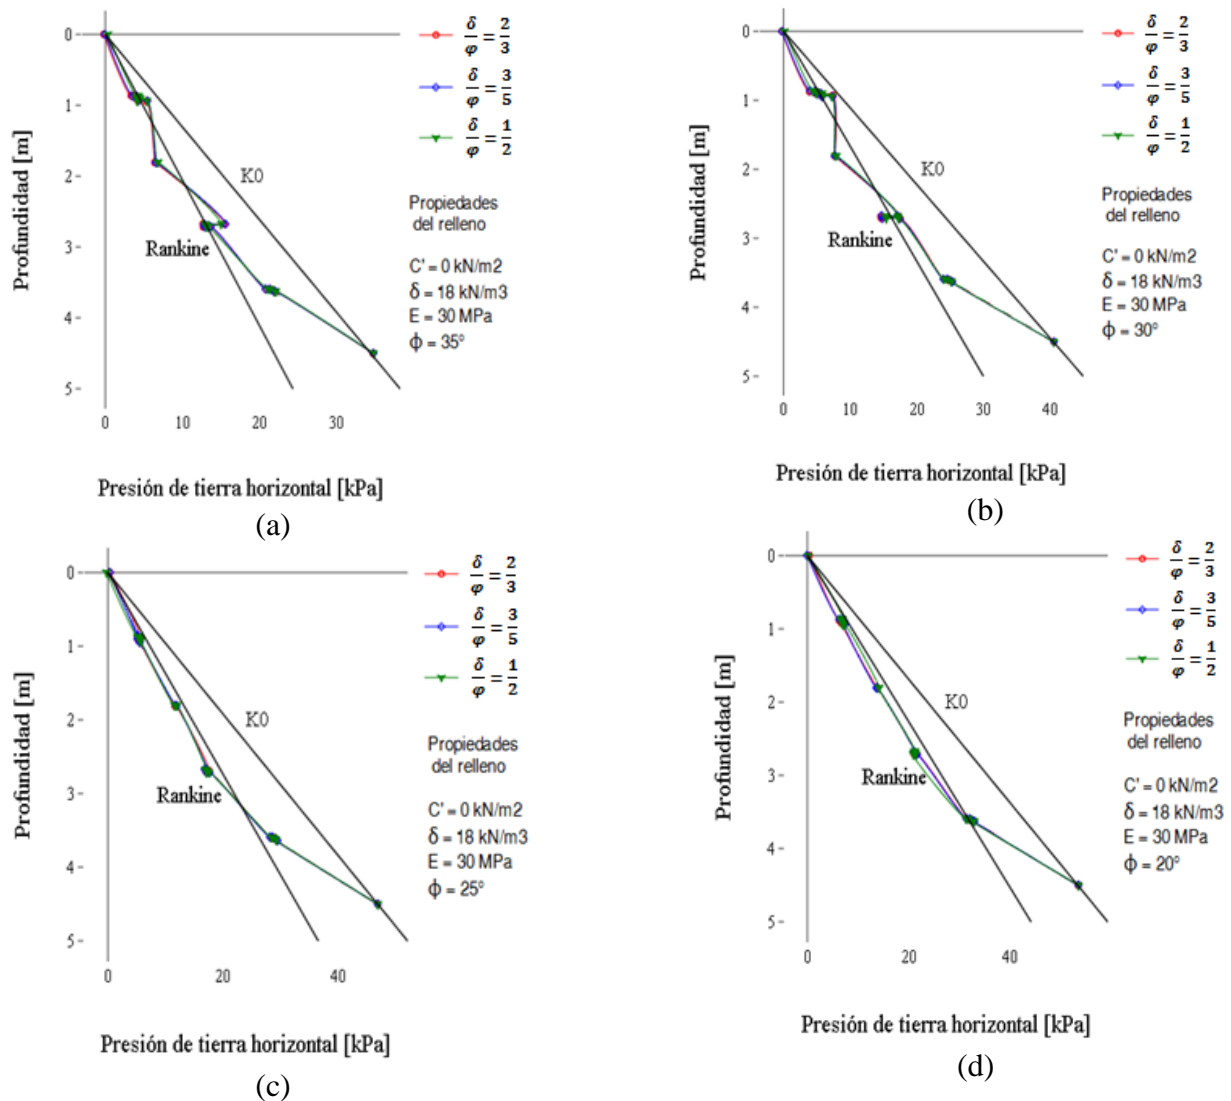 0
1
2
3
4
5
0 10 20 30
Profundidad [m]
Presión de tierra horizontal [kPa]
K0
Rankine
δ/φ = 2/3
δ/φ = 3/5
δ/φ = 1/2
Propiedades
del relleno
C' = 0 kN/m2
δ = 18 kN/m3
E = 30 MPa
ϕ = 35º
(a)
0
1
2
3
4
5
0 10 20 30 40
Profundidad [m]
Presión de tierra horizontal [kPa]
K0
Rankine
δ/φ = 2/3
δ/φ = 3/5
δ/φ = 1/2
Propiedades
del relleno
C' = 0 kN/m2
δ = 18 kN/m3
E = 30 MPa
ϕ = 30º
(b)
0
1
2
3
4
5
0 20 40
Profundidad [m]
Presión de tierra horizontal [kPa]
K0
Rankine
δ/φ = 2/3
δ/φ = 3/5
δ/φ = 1/2
Propiedades
del relleno
C' = 0 kN/m2
δ = 18 kN/m3
E = 30 MPa
ϕ = 25º
(c)
0
1
2
3
4
5
0 20 40
Profundidad [m]
Presión de tierra horizontal [kPa]
K0
Rankine
δ/φ = 2/3
δ/φ = 3/5
δ/φ = 1/2
Propiedades
del relleno
C' = 0 kN/m2
δ = 18 kN/m3
E = 30 MPa
ϕ = 20º
(d)